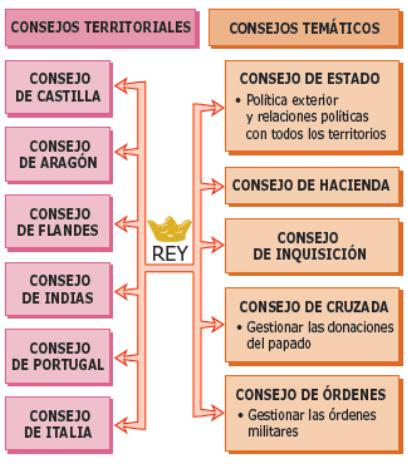 CONSEJOS TERRITORIALES
CONSEJO
DE CASTILLA
CONSEJO
DE ARAGÓN
CONSEJO
DE FLANDES
CONSEJO
DE INDIAS
CONSEJO
DE PORTUGAL
CONSEJO
DE ITALIA
REY
CONSEJOS TEMÁTICOS
CONSEJO DE ESTADO
• Política exterior
y relaciones políticas
con todos los territorios
CONSEJO DE HACIENDA
CONSEJO
DE INQUISICIÓN
CONSEJO DE CRUZADA
• Gestionar las donaciones
del papado
CONSEJO DE ÓRDENES
• Gestionar las órdenes
militares